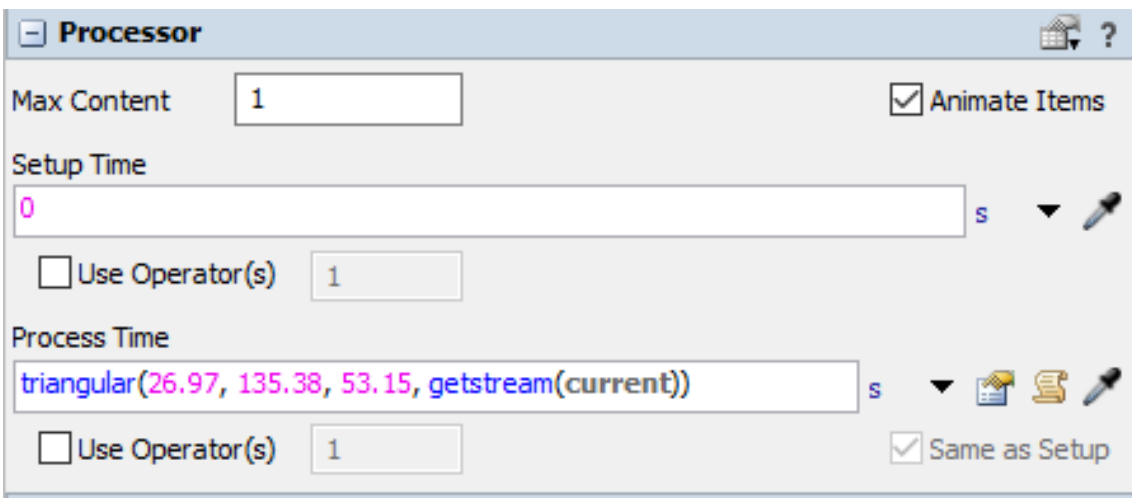 Processor ?
Max Content 1 Animate Items
Setup Time
0 s
Use Operator(s) 1
Process Time
triangular(26.97, 135.38, 53.15, getstream(current)) s
Use Operator(s) 1 Same as Setup